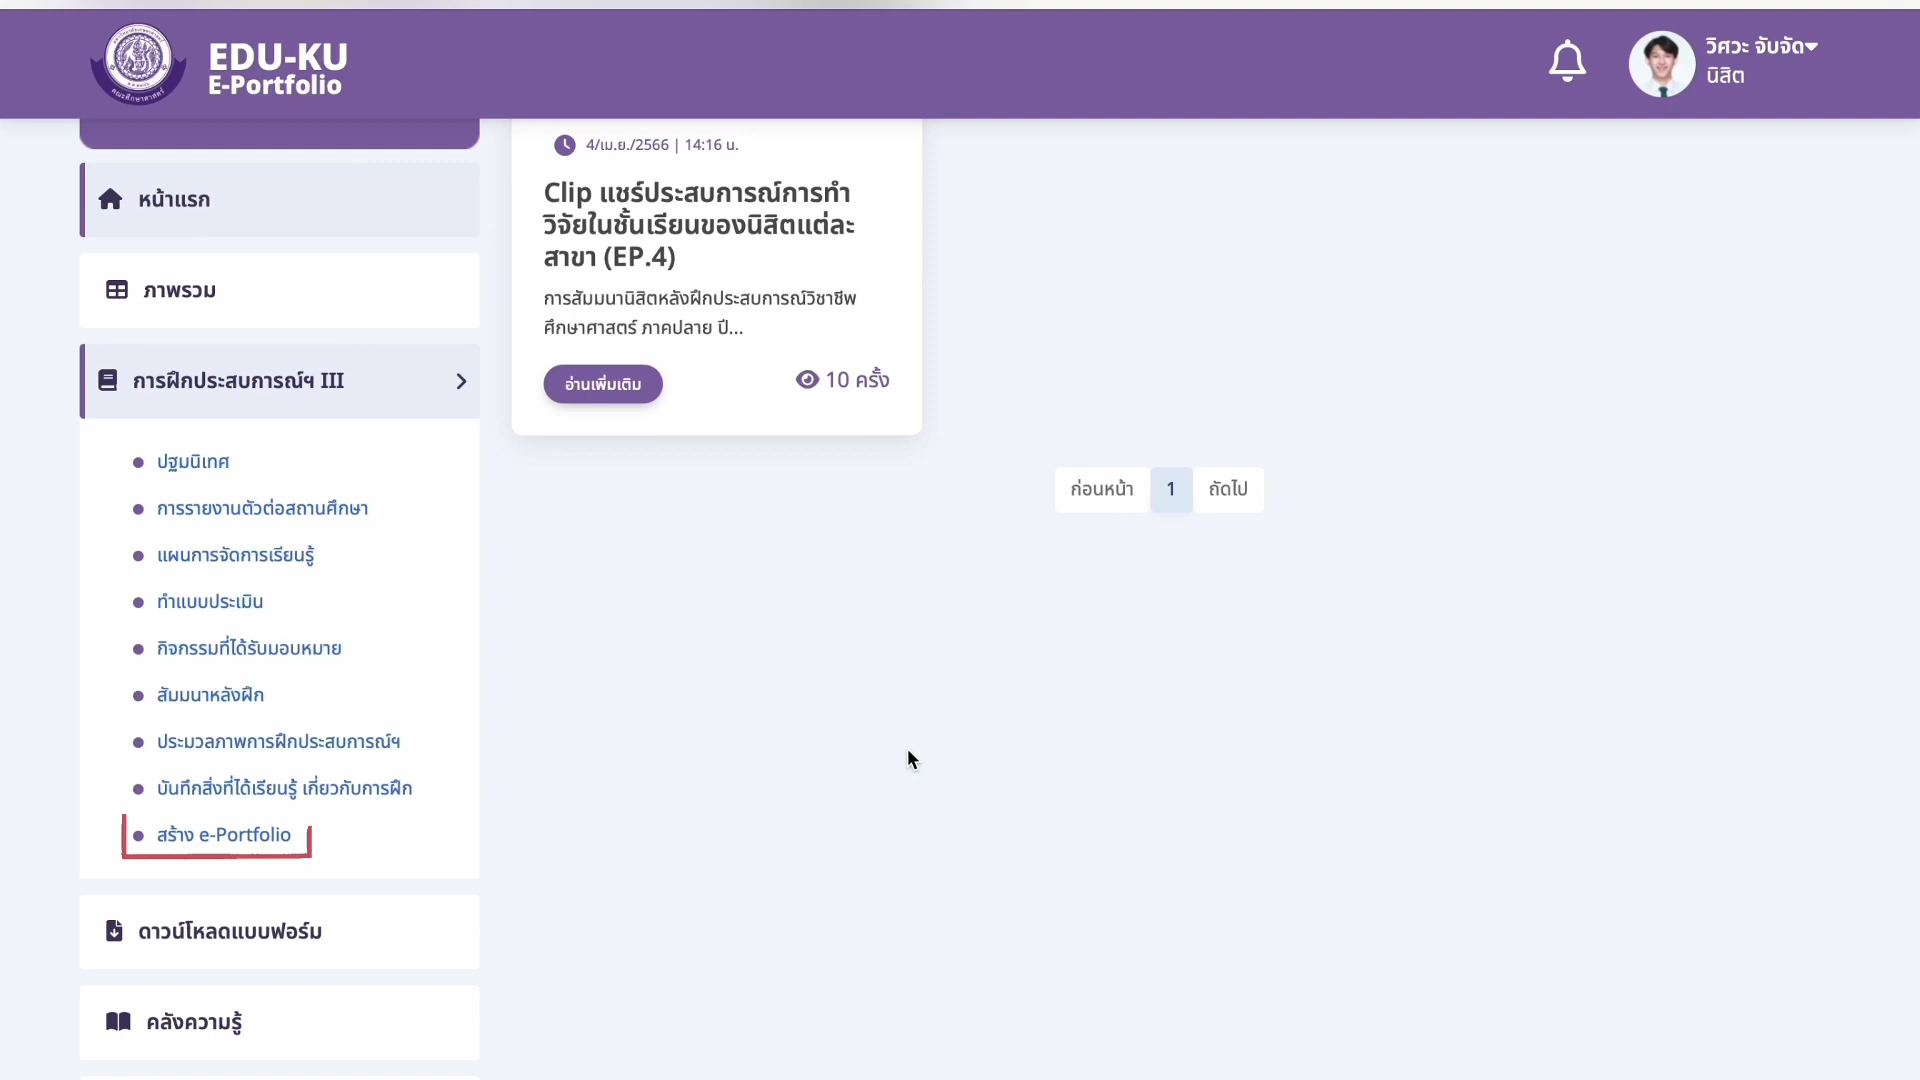 EDU-KU
E-Portfolio
วิศวะ จับจัด
นิสิต
คณะศึกษาศาสตร์
หน้าแรก
ภาพรวม
การฝึกประสบการณ์ฯ III
ปฐมนิเทศ
การรายงานตัวต่อสถานศึกษา
แผนการจัดการเรียนรู้
ทำแบบประเมิน
กิจกรรมที่ได้รับมอบหมาย
สัมมนาหลังฝึก
ประมวลภาพการฝึกประสบการณ์ฯ
บันทึกสิ่งที่ได้เรียนรู้ เกี่ยวกับการฝึก
สร้าง e-Portfolio
ดาวน์โหลดแบบฟอร์ม
คลังความรู้
4/เม.ย./2566 | 14:16 น.
Clip แชร์ประสบการณ์การทำ
วิจัยในชั้นเรียนของนิสิตแต่ละ
สาขา (EP.4)
การสัมมนานิสิตหลังฝึกประสบการณ์วิชาชีพ
ศึกษาศาสตร์ ภาคปลาย ปี...
อ่านเพิ่มเติม
10 ครั้ง
ก่อนหน้า 1 ถัดไป